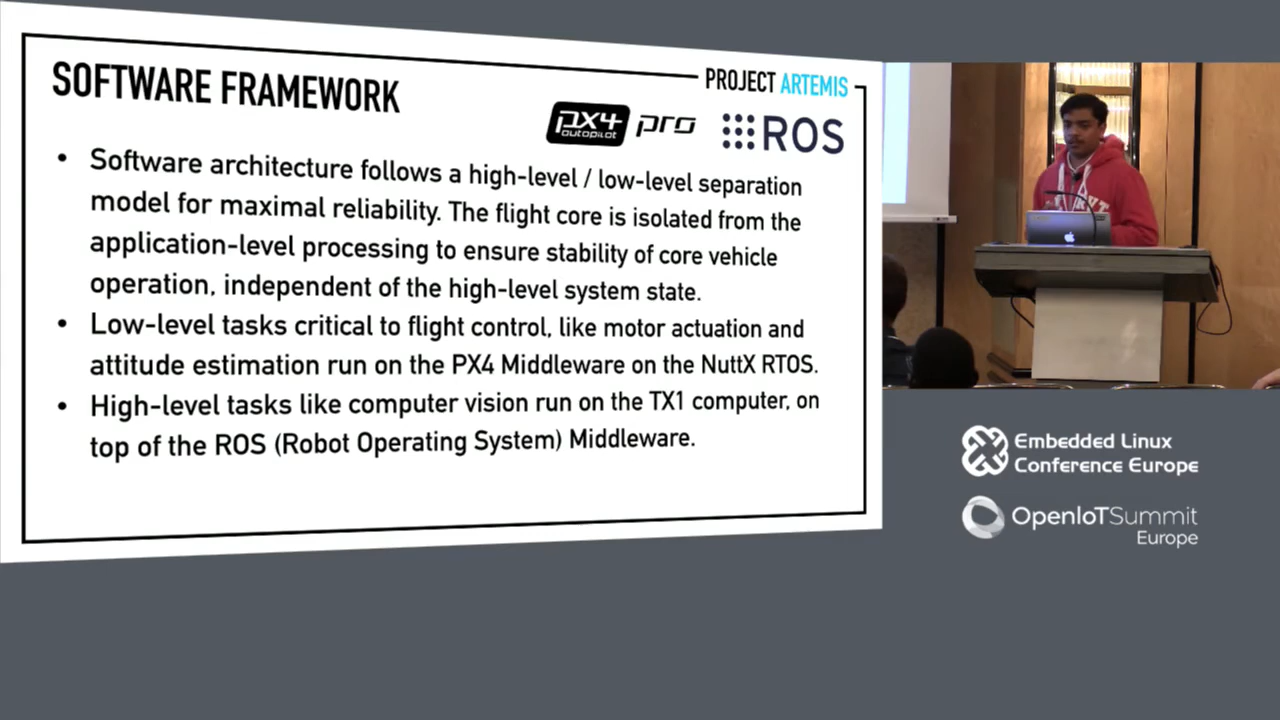 SOFTWARE FRAMEWORK
PROJECT ARTEMIS
px4 autopilot pro
ROS
• Software architecture follows a high-level / low-level separation
model for maximal reliability. The flight core is isolated from the
application-level processing to ensure stability of core vehicle
operation, independent of the high-level system state.
• Low-level tasks critical to flight control, like motor actuation and
attitude estimation run on the PX4 Middleware on the NuttX RTOS.
• High-level tasks like computer vision run on the TX1 computer, on
top of the ROS (Robot Operating System) Middleware.
Embedded Linux
Conference Europe
OpenIoTSummit
Europe